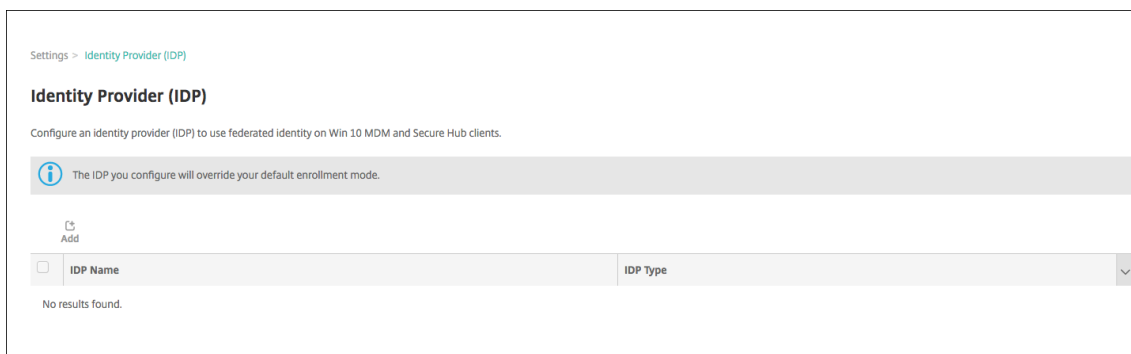 Settings > Identity Provider (IDP)
Identity Provider (IDP)
Configure an identity provider (IDP) to use federated identity on Win 10 MDM and Secure Hub clients.
The IDP you configure will override your default enrollment mode.
Add
IDP Name IDP Type
No results found.